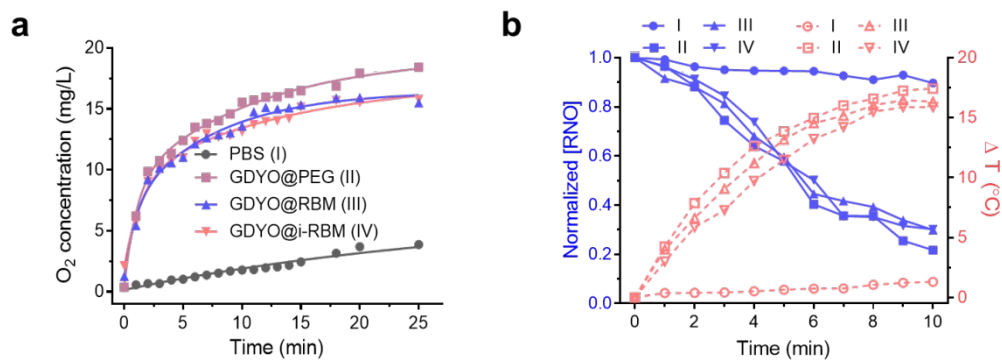 a
O₂ concentration (mg/L)
20
15
10
5
0
PBS (I)
GDYO@PEG (II)
GDYO@RBM (III)
GDYO@i-RBM (IV)
0 5 10 15 20 25
Time (min)
b
I III I III
II IV II IV
Normalized [RNO]
1.0
0.8
0.6
0.4
0.2
0.0
20
15
10
5
0
Δ T (°C)
0 2 4 6 8 10
Time (min)